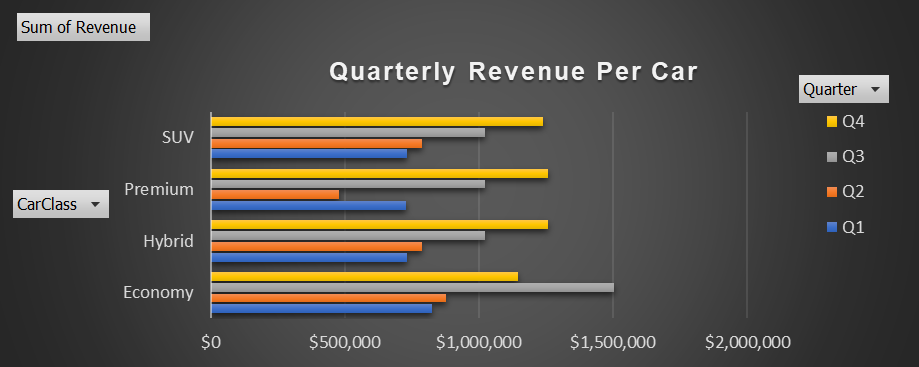 Sum of Revenue
Quarterly Revenue Per Car
Quarter
Q4
Q3
Q2
Q1
CarClass
SUV
Premium
Hybrid
Economy
$0 $500,000 $1,000,000 $1,500,000 $2,000,000